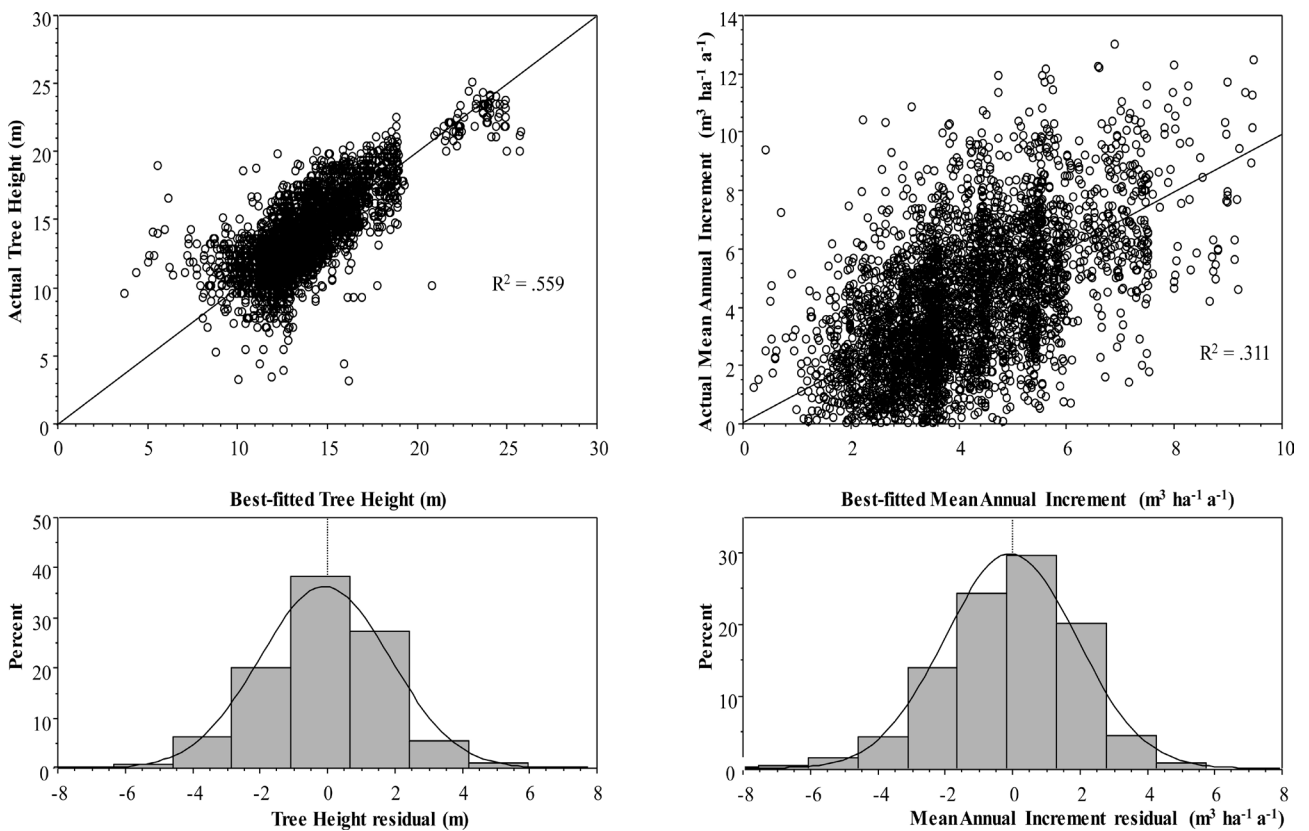 30
25
20
15
10
5
0
Actual Tree Height (m)
R² = .559
0 5 10 15 20 25 30
Best-fitted Tree Height (m)
14
12
10
8
6
4
2
0
Actual Mean Annual Increment (m³ ha⁻¹ a⁻¹)
R² = .311
0 2 4 6 8 10
Best-fitted Mean Annual Increment (m³ ha⁻¹ a⁻¹)
50
40
30
20
10
0
Percent
-8 -6 -4 -2 0 2 4 6 8
Tree Height residual (m)
30
20
10
0
Percent
-8 -6 -4 -2 0 2 4 6 8
Mean Annual Increment residual (m³ ha⁻¹ a⁻¹)